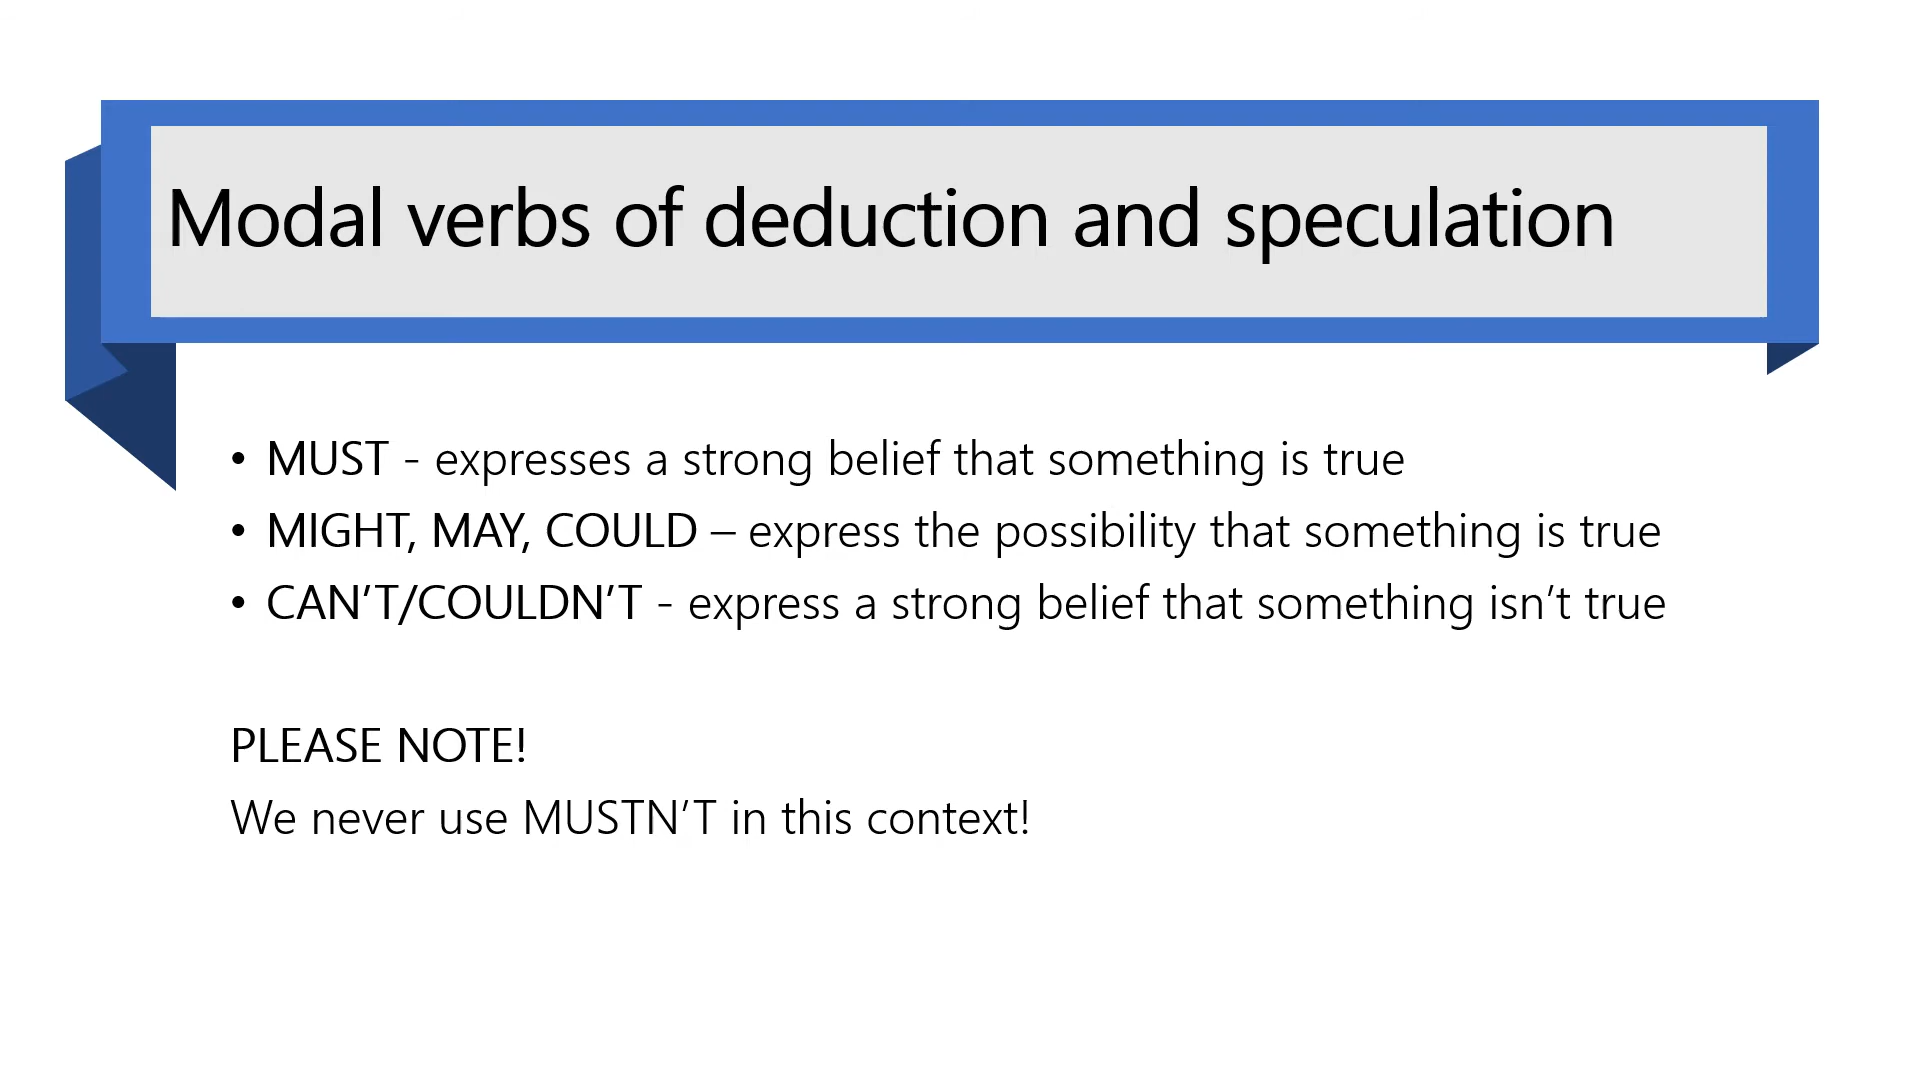 Modal verbs of deduction and speculation
• MUST - expresses a strong belief that something is true
• MIGHT, MAY, COULD – express the possibility that something is true
• CAN’T/COULDN’T - express a strong belief that something isn’t true
PLEASE NOTE!
We never use MUSTN’T in this context!